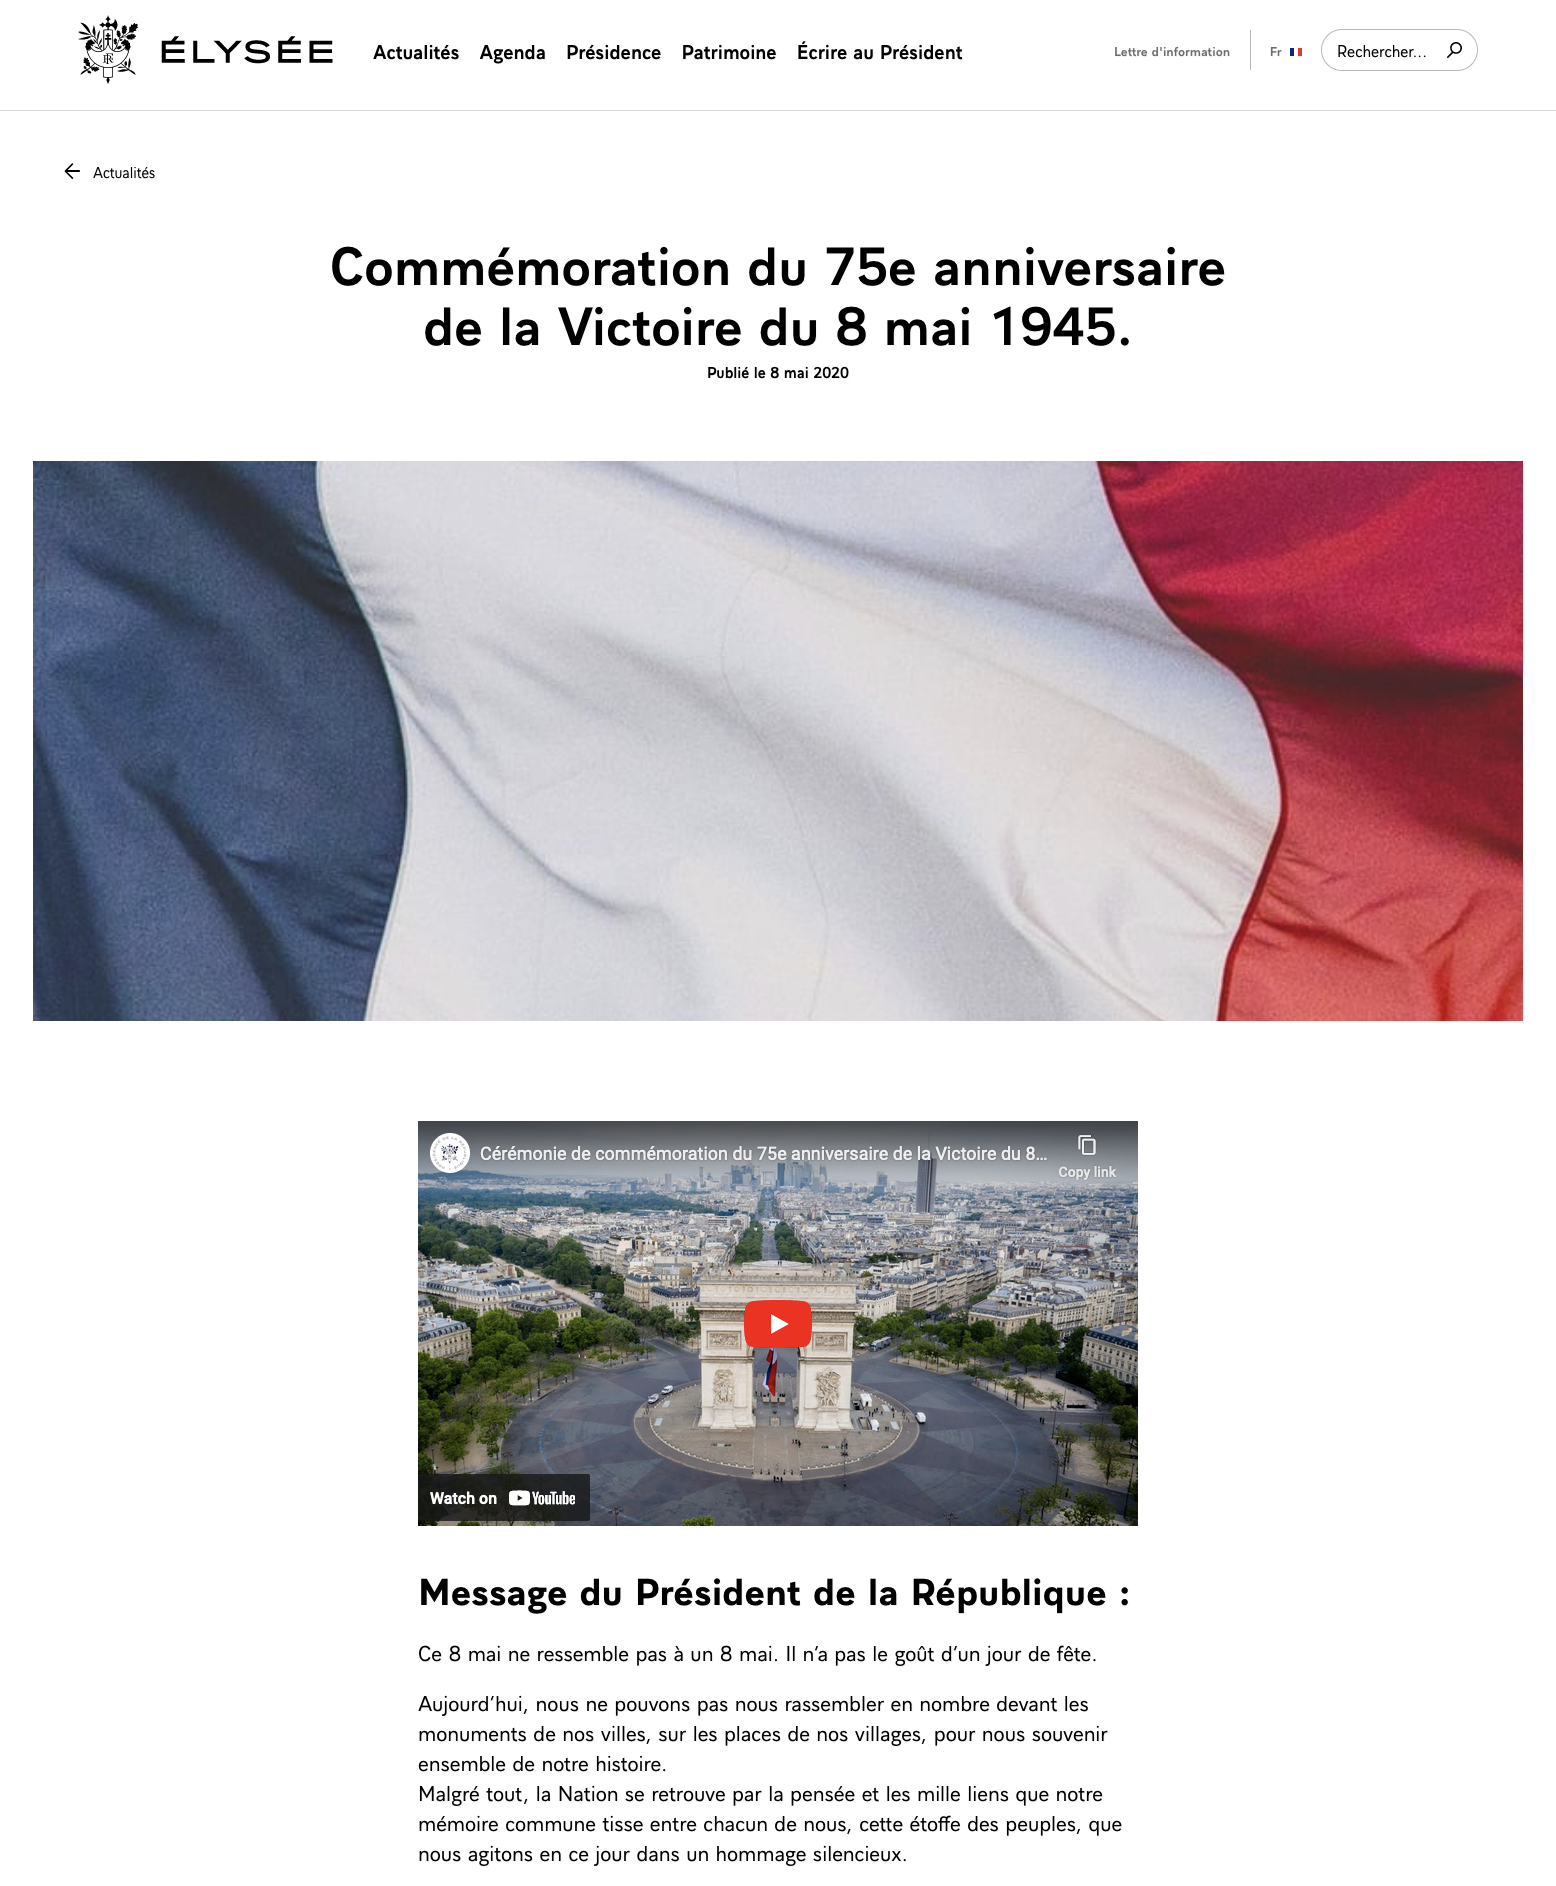 ÉLYSÉE
Actualités
Agenda
Présidence
Patrimoine
Écrire au Président
Lettre d'information
Fr
Rechercher...
Actualités
Commémoration du 75e anniversaire
de la Victoire du 8 mai 1945.
Publié le 8 mai 2020
Cérémonie de commémoration du 75e anniversaire de la Victoire du 8...
Copy link
Watch on YouTube
Message du Président de la République :
Ce 8 mai ne ressemble pas à un 8 mai. Il n’a pas le goût d’un jour de fête.
Aujourd’hui, nous ne pouvons pas nous rassembler en nombre devant les
monuments de nos villes, sur les places de nos villages, pour nous souvenir
ensemble de notre histoire.
Malgré tout, la Nation se retrouve par la pensée et les mille liens que notre
mémoire commune tisse entre chacun de nous, cette étoffe des peuples, que
nous agitons en ce jour dans un hommage silencieux.